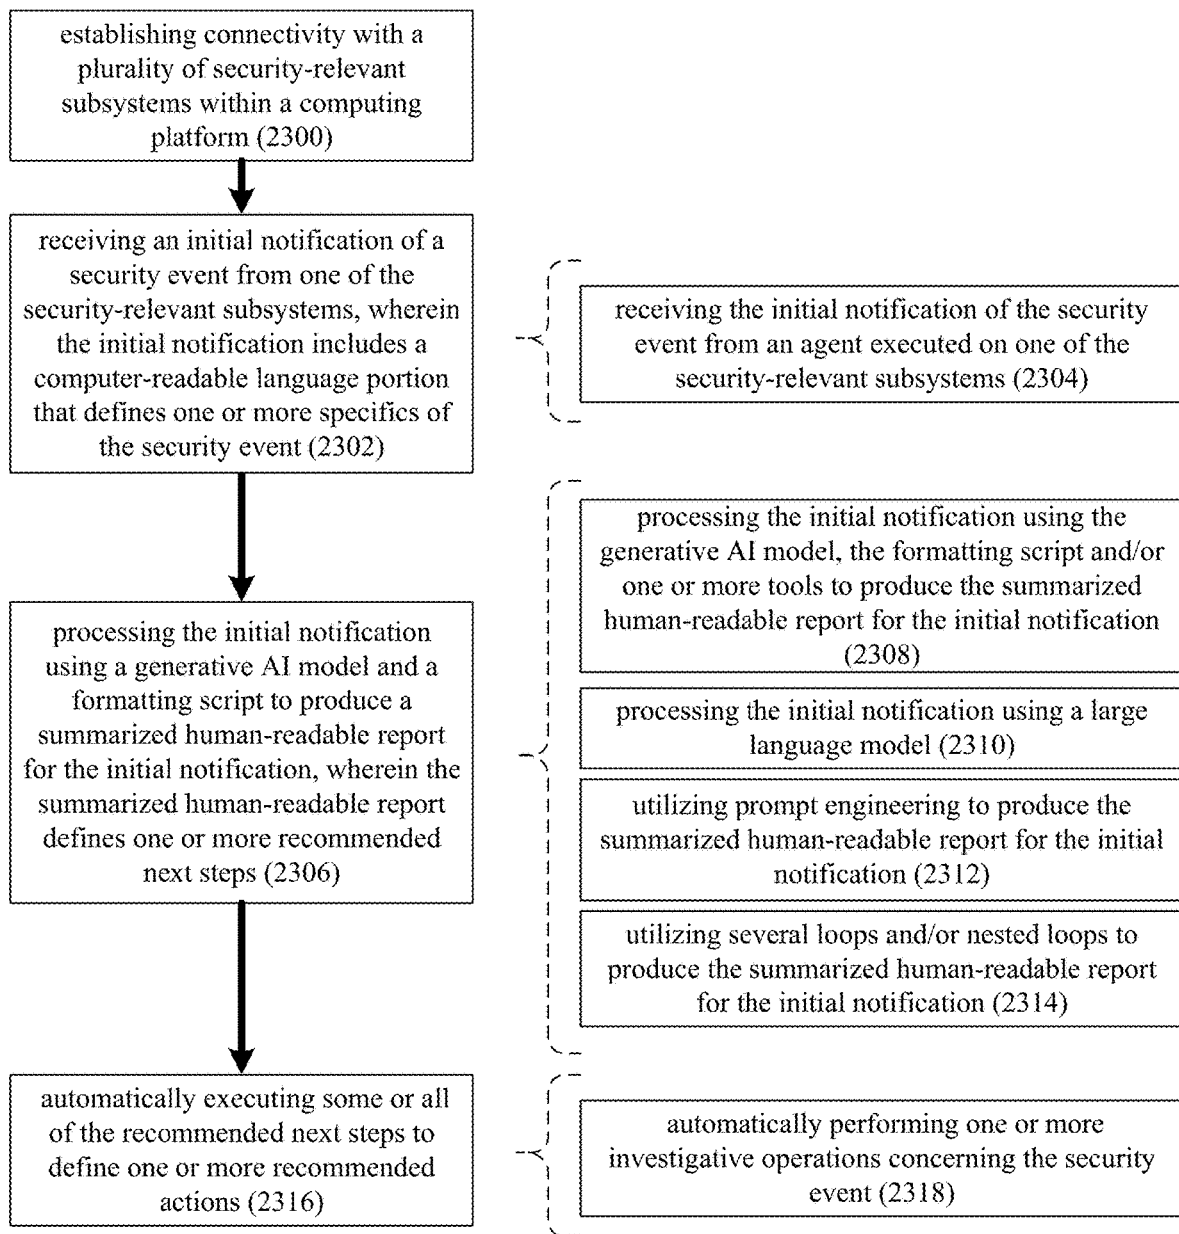 establishing connectivity with a
plurality of security-relevant
subsystems within a computing
platform (2300)
receiving an initial notification of a
security event from one of the
security-relevant subsystems, wherein
the initial notification includes a
computer-readable language portion
that defines one or more specifics of
the security event (2302)
receiving the initial notification of the security
event from an agent executed on one of the
security-relevant subsystems (2304)
processing the initial notification
using a generative AI model and a
formatting script to produce a
summarized human-readable report
for the initial notification, wherein the
summarized human-readable report
defines one or more recommended
next steps (2306)
processing the initial notification using the
generative AI model, the formatting script and/or
one or more tools to produce the summarized
human-readable report for the initial notification
(2308)
processing the initial notification using a large
language model (2310)
utilizing prompt engineering to produce the
summarized human-readable report for the initial
notification (2312)
utilizing several loops and/or nested loops to
produce the summarized human-readable report
for the initial notification (2314)
automatically executing some or all
of the recommended next steps to
define one or more recommended
actions (2316)
automatically performing one or more
investigative operations concerning the security
event (2318)